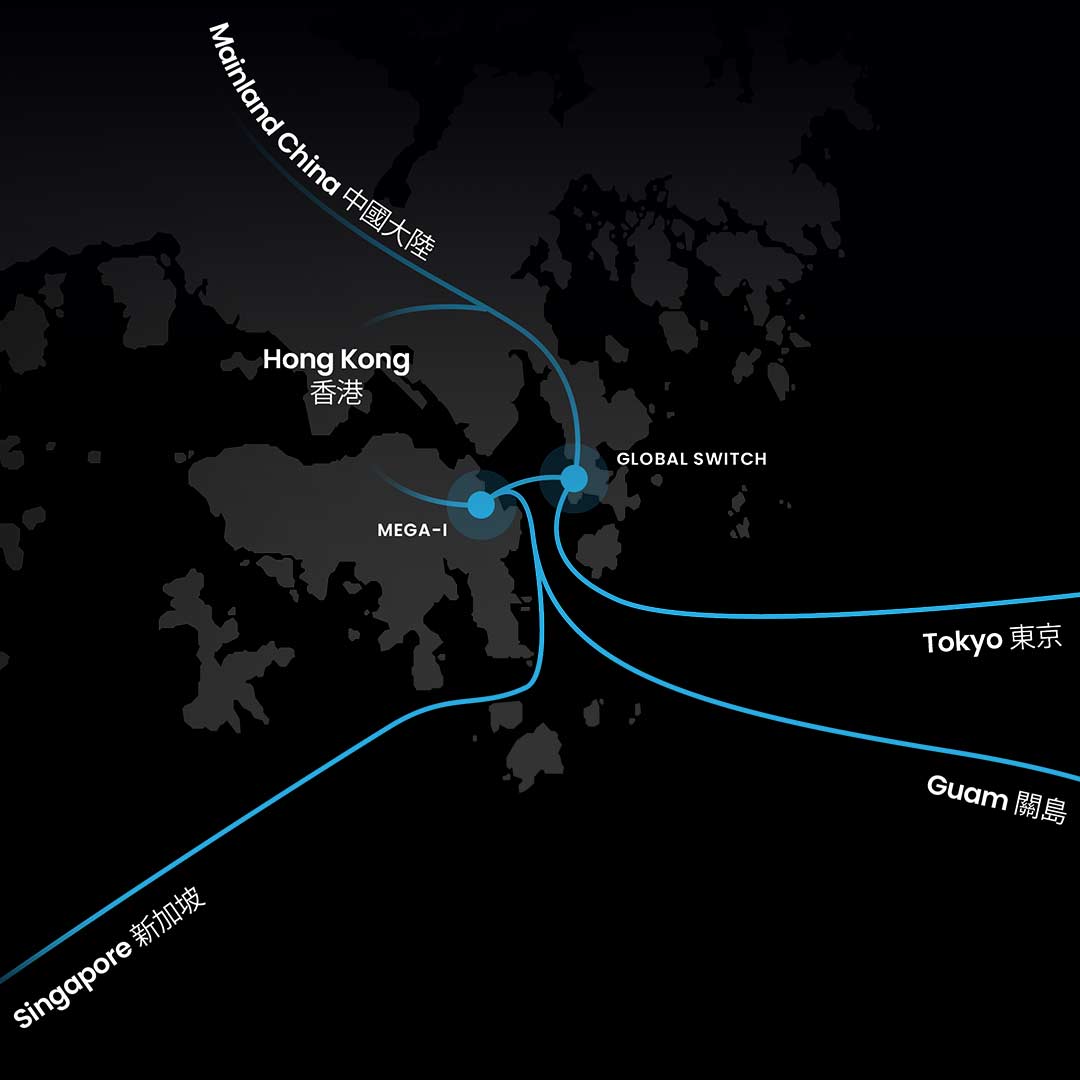 Mainland China 中國大陸
Hong Kong
香港
GLOBAL SWITCH
MEGA-I
Tokyo 東京
Guam 關島
Singapore 新加坡